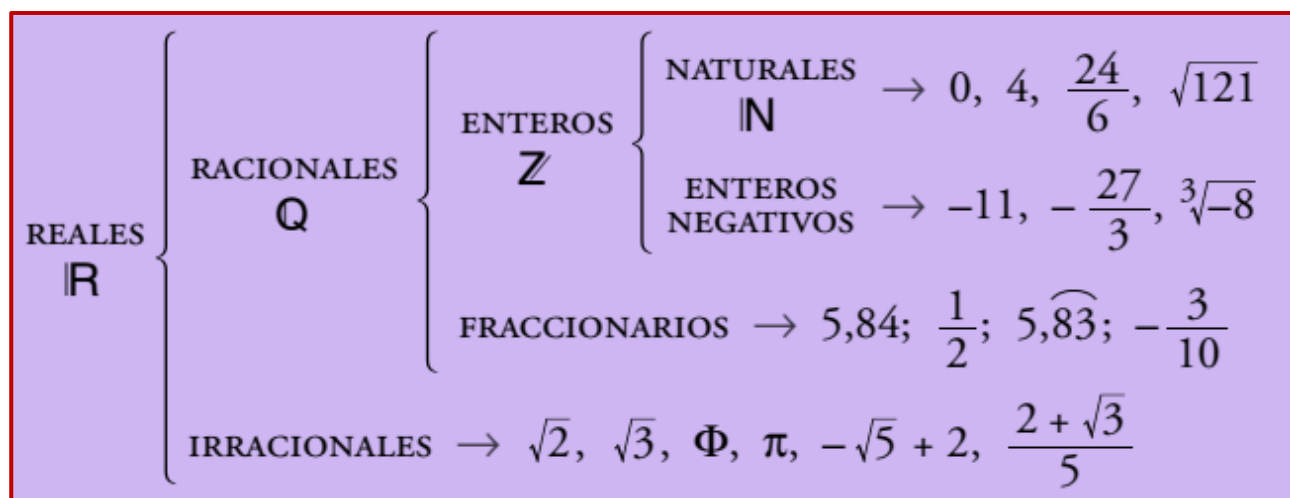 NATURALES
ℕ → 0, 4, 24/6, √121
ENTEROS
ℤ
RACIONALES
ℚ
ENTEROS
NEGATIVOS → −11, − 27/3, ∛−8
REALES
ℝ
FRACCIONARIOS → 5,84; 1/2; 5,8͡3; − 3/10
IRRACIONALES → √2, √3, Φ, π, −√5 + 2, (2 + √3)/5